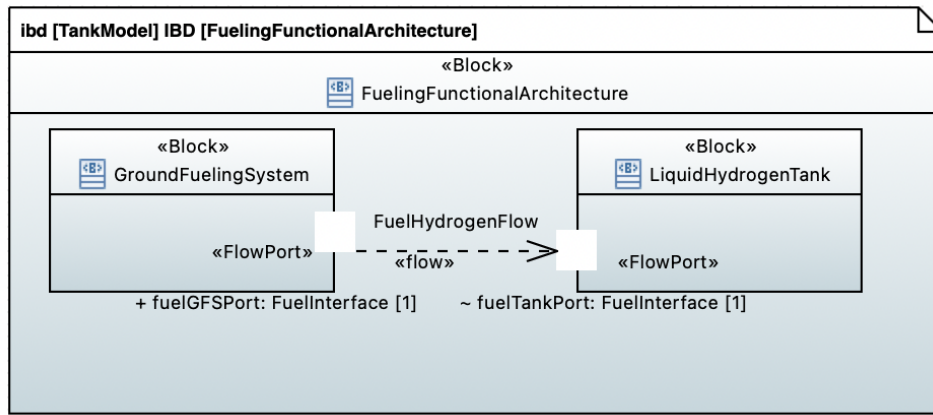 ibd [TankModel] IBD [FuelingFunctionalArchitecture]
«Block»
<B> FuelingFunctionalArchitecture
«Block»
<B> GroundFuelingSystem
«FlowPort»
+ fuelGFSPort: FuelInterface [1]
FuelHydrogenFlow
«flow»
«Block»
<B> LiquidHydrogenTank
«FlowPort»
~ fuelTankPort: FuelInterface [1]